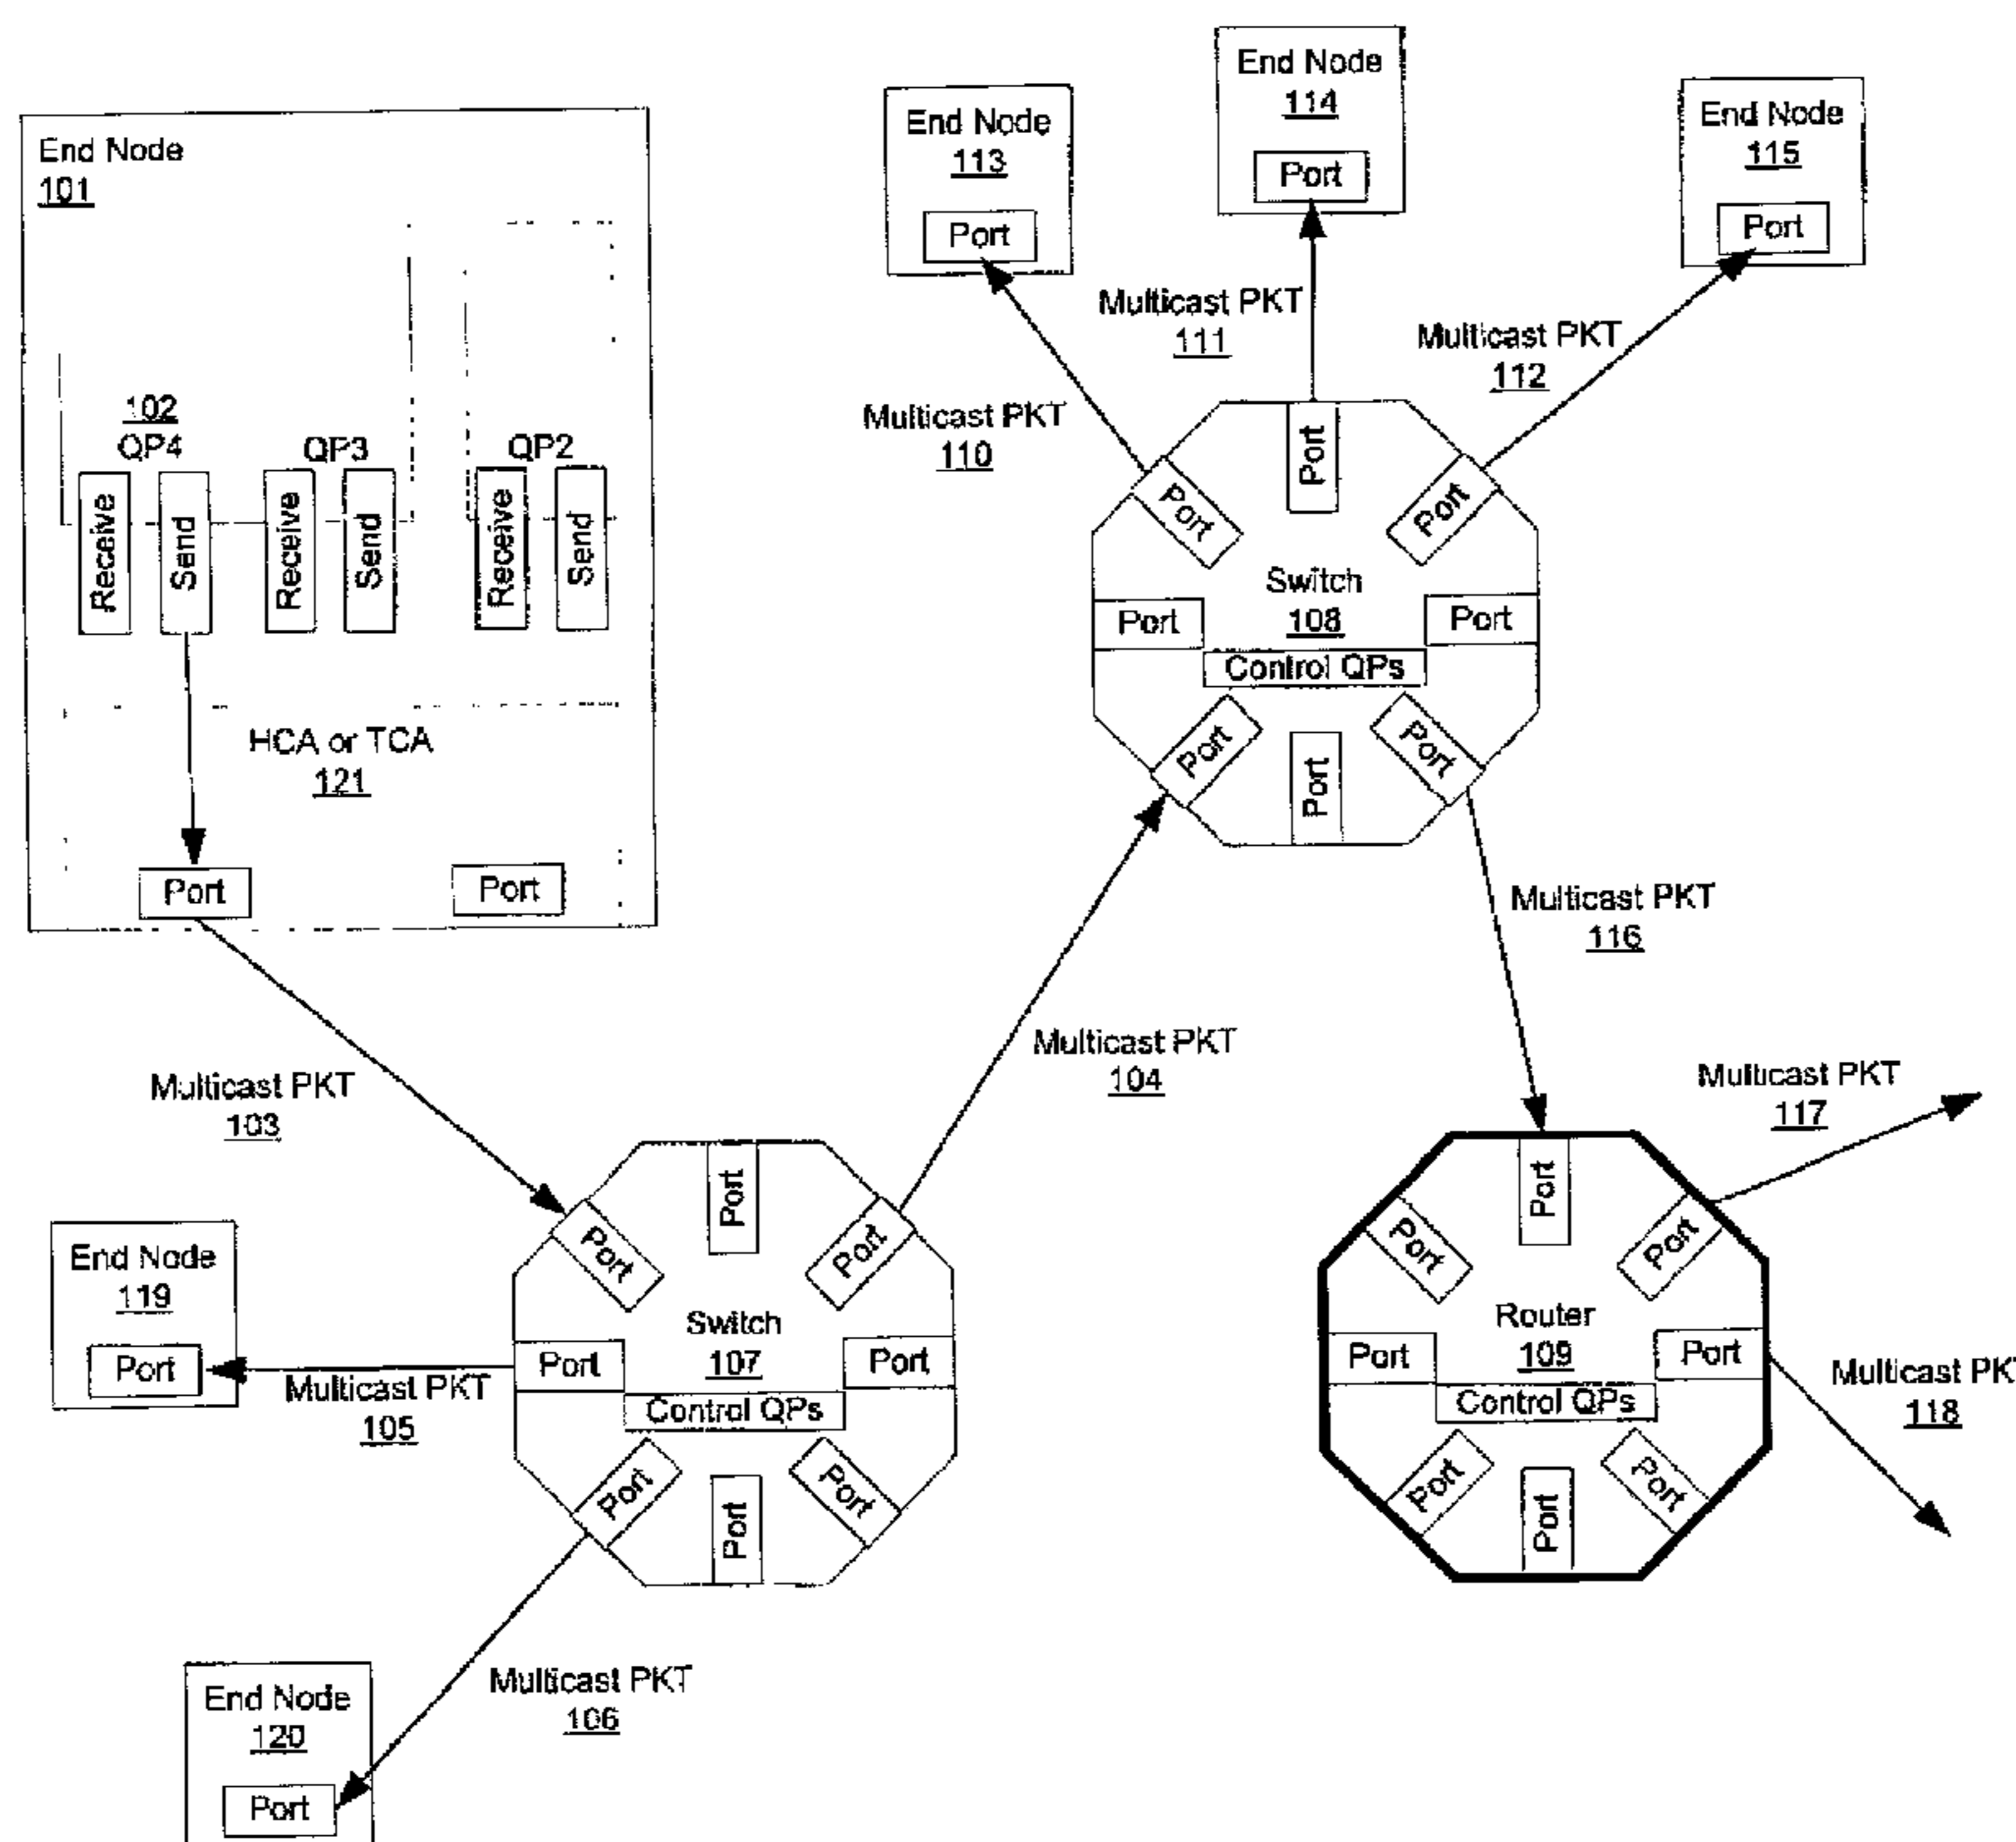 End Node
101
102
QP4
QP3
QP2
Receive
Send
Receive
Send
Receive
Send
HCA or TCA
121
Port
Port
End Node
113
Port
End Node
114
Port
End Node
115
Port
Multicast PKT
110
Multicast PKT
111
Multicast PKT
112
Port
Port
Port
Switch
108
Port
Port
Control QPs
Port
Port
Port
Multicast PKT
103
Multicast PKT
104
Multicast PKT
116
Multicast PKT
117
Multicast PKT
118
End Node
119
Port
Multicast PKT
105
Port
Port
Port
Switch
107
Port
Port
Control QPs
Port
Port
Port
Port
Port
Port
Router
109
Port
Port
Control QPs
Port
Port
Port
Multicast PKT
106
End Node
120
Port